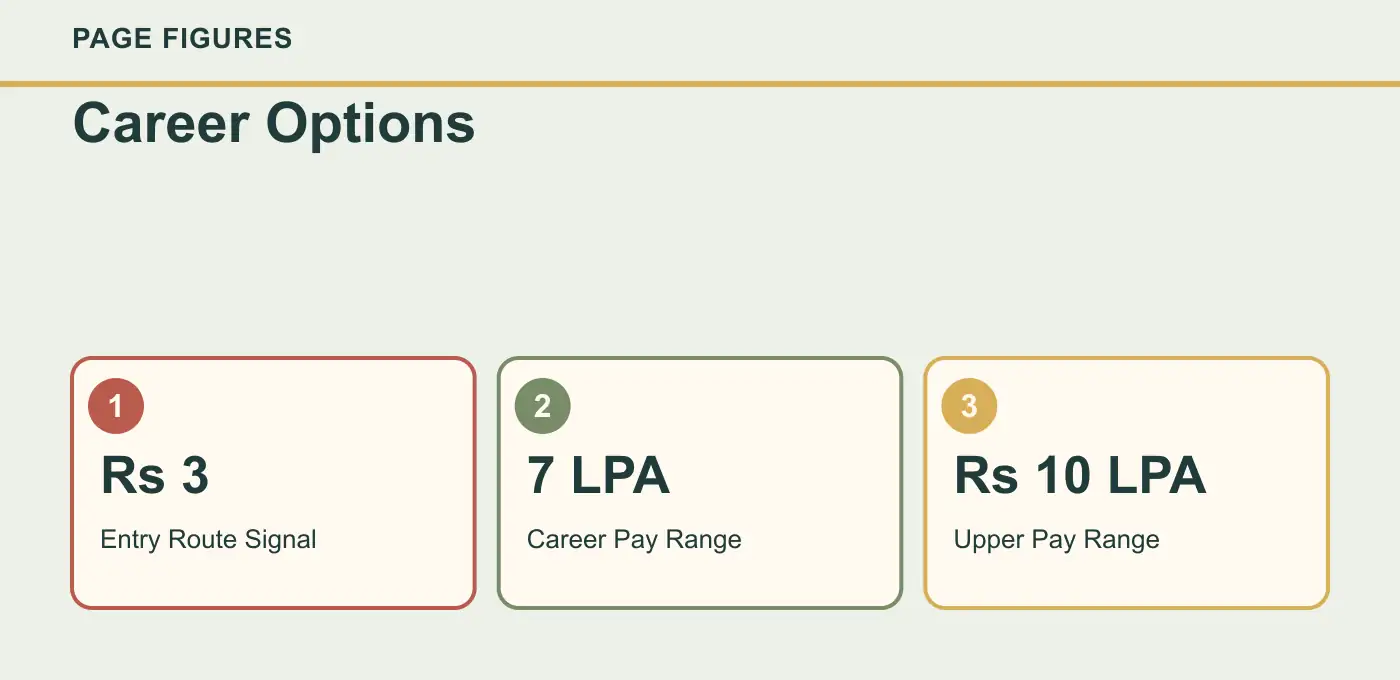 PAGE FIGURES
Career Options
1
Rs 3
Entry Route Signal
2
7 LPA
Career Pay Range
3
Rs 10 LPA
Upper Pay Range